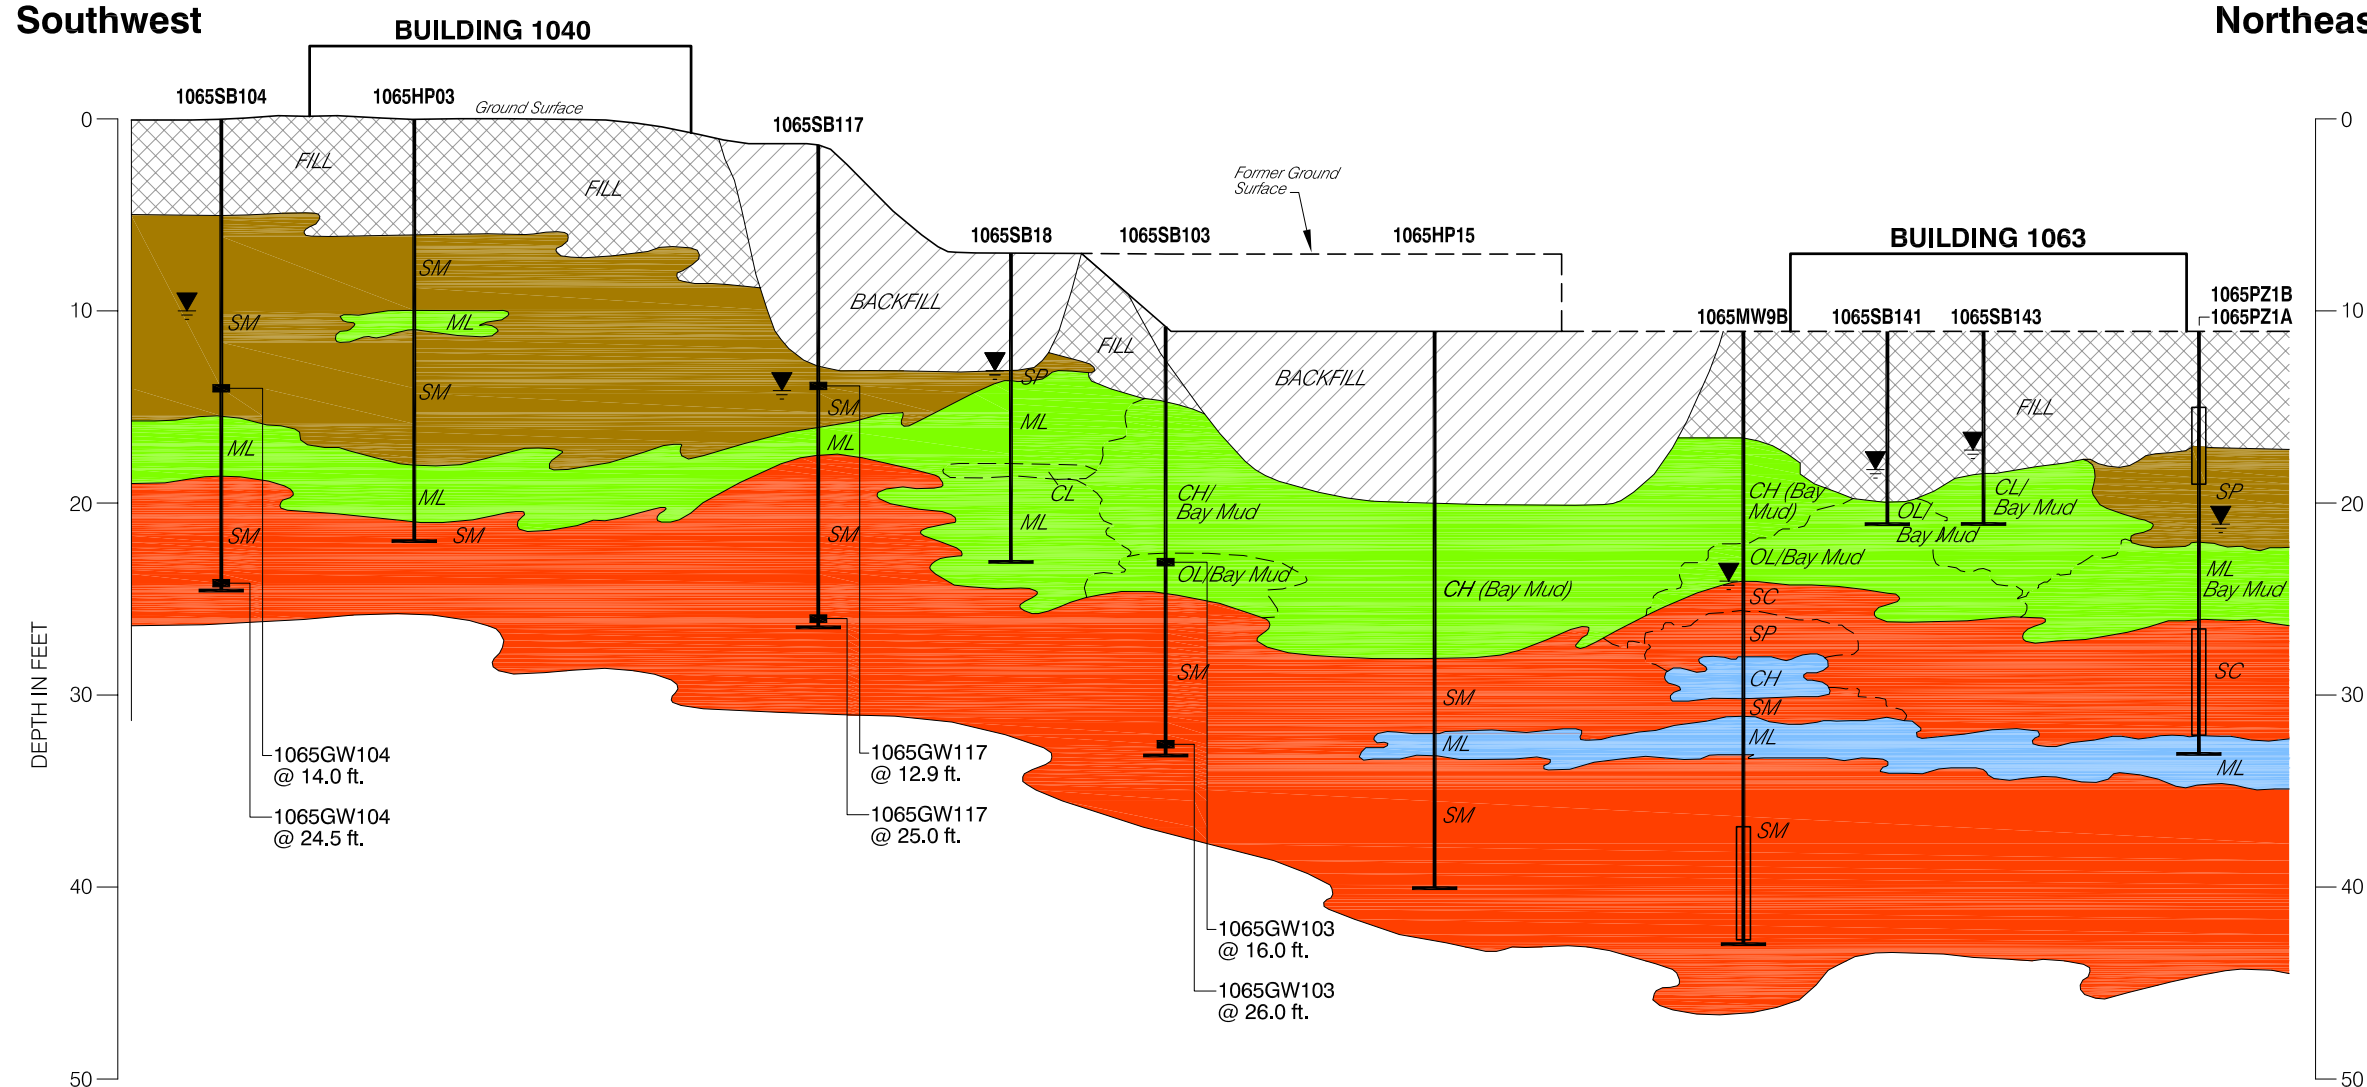 Southwest
Northeas
BUILDING 1040
1065SB104
1065HP03
Ground Surface
1065SB117
0
0
FILL
FILL
Former Ground
Surface
1065SB18
1065SB103
1065HP15
BUILDING 1063
SM
BACKFILL
1065PZ1B
1065PZ1A
10
10
SM
ML
1065MW9B
1065SB141
1065SB143
FILL
SP
BACKFILL
SM
SM
FILL
ML
ML
ML
CL
CH/
Bay Mud
CH (Bay
Mud)
CL/
Bay Mud
SP
20
20
ML
ML
OL/
Bay Mud
SM
SM
SM
OL/Bay Mud
OL/Bay Mud
CH (Bay Mud)
ML
Bay Mud
SC
SP
DEPTH IN FEET
SM
CH
SC
30
30
SM
SM
ML
ML
ML
1065GW104
@ 14.0 ft.
1065GW117
@ 12.9 ft.
1065GW104
@ 24.5 ft.
1065GW117
@ 25.0 ft.
SM
SM
40
40
1065GW103
@ 16.0 ft.
1065GW103
@ 26.0 ft.
50
50